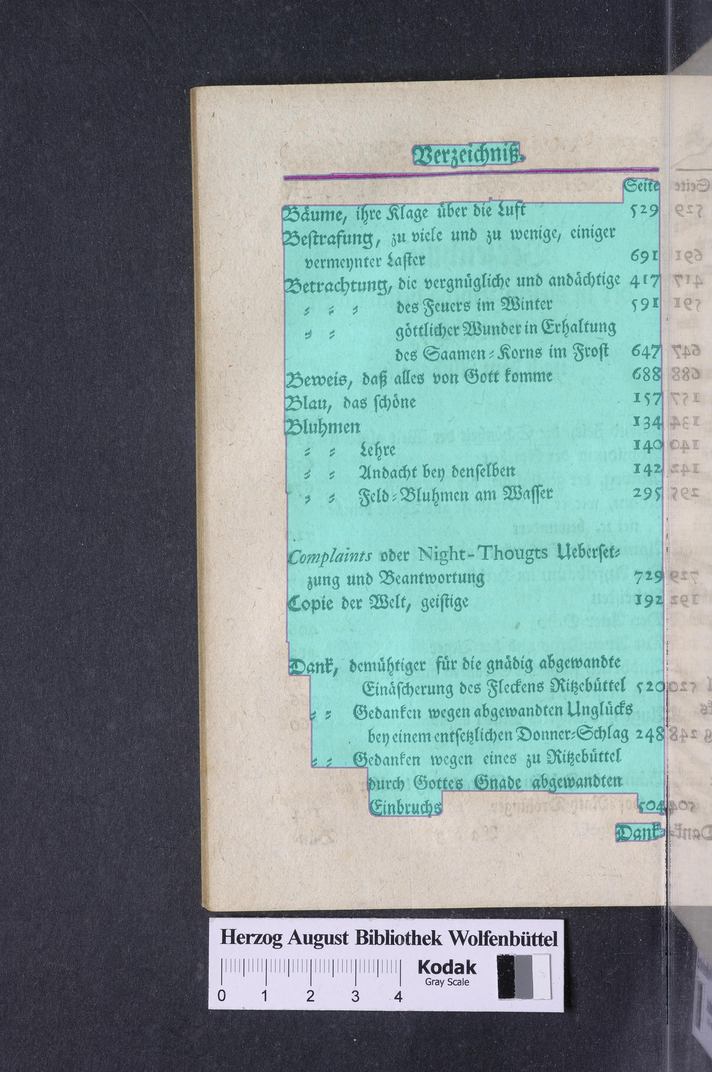 Verzeichniß.
Seite
Bäume, ihre Klage über die Luft 529
Bestrafung, zu viele und zu wenige, einiger
vermeynter Laster 691
Betrachtung, die vergnügliche und andächtige 417
⸗ ⸗ ⸗ des Feuers im Winter 591
⸗ ⸗ göttlicher Wunder in Erhaltung
des Saamen⸗Korns im Frost 647
Beweis, daß alles von Gott komme 688
Blau, das schöne 157
Bluhmen 134
⸗ ⸗ Lehre 140
⸗ ⸗ Andacht bey denselben 142
⸗ ⸗ Feld⸗Bluhmen am Wasser 295
Complaints oder Night-Thougts Ueberset⸗
zung und Beantwortung 729
Copie der Welt, geistige 192
Dank, demühtiger für die gnädig abgewandte
Einäscherung des Fleckens Ritzebüttel 520
⸗ ⸗ Gedanken wegen abgewandten Unglücks
bey einem entsetzlichen Donner⸗Schlag 248
⸗ ⸗ Gedanken wegen eines zu Ritzebüttel
durch Gottes Gnade abgewandten
Einbruchs 504
Dank⸗
Herzog August Bibliothek Wolfenbüttel
Kodak
Gray Scale
0 1 2 3 4